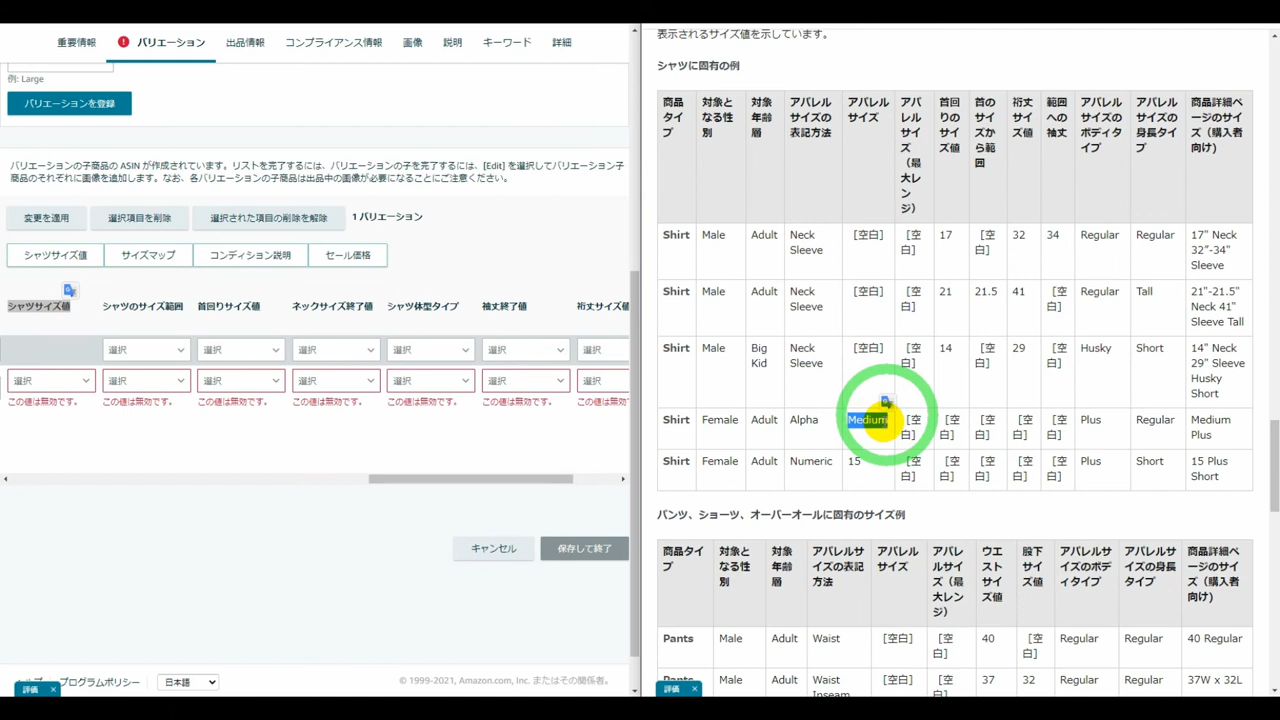 重要情報 バリエーション 出品情報 コンプライアンス情報 画像 説明 キーワード 詳細
例: Large
バリエーションを登録
バリエーションの子商品の ASIN が作成されています。リストを完了するには、バリエーションの子を完了するには、[Edit] を選択してバリエーション子
商品のそれぞれに画像を追加します。なお、各バリエーションの子商品は出品中の画像が必要になることにご注意ください。
変更を適用 選択項目を削除 選択された項目の削除を解除 1 バリエーション
シャツサイズ値 サイズマップ コンディション説明 セール価格
シャツサイズ値 シャツのサイズ範囲 首回りサイズ値 ネックサイズ終了値 シャツ体型タイプ 袖丈終了値 裄丈サイズ値
選択 選択 選択 選択 選択 選択
選択 選択 選択 選択 選択 選択 選択
この値は無効です。 この値は無効です。 この値は無効です。 この値は無効です。 この値は無効です。 この値は無効です。 この値は無効
キャンセル 保存して終了
プログラムポリシー 日本語 © 1999-2021, Amazon.com, Inc. またはその関係者。
評価 ×
表示されるサイズ値を示しています。
シャツに固有の例
商品タイプ 対象となる性別 対象年齢層 アパレルサイズの表記方法 アパレルサイズ アパレルサイズ(最大レンジ) 首回りのサイズ値 首のサイズから範囲 裄丈サイズ値 範囲への袖丈 アパレルサイズのボディタイプ アパレルサイズの身長タイプ 商品詳細ページのサイズ(購入者向け)
Shirt Male Adult Neck Sleeve [空白] [空白] 17 [空白] 32 34 Regular Regular 17" Neck 32"-34" Sleeve
Shirt Male Adult Neck Sleeve [空白] [空白] 21 21.5 41 [空白] Regular Tall 21"-21.5" Neck 41" Sleeve Tall
Shirt Male Big Kid Neck Sleeve [空白] [空白] 14 [空白] 29 [空白] Husky Short 14" Neck 29" Sleeve Husky Short
Shirt Female Adult Alpha Medium [空白] [空白] [空白] [空白] [空白] Plus Regular Medium Plus
Shirt Female Adult Numeric 15 [空白] [空白] [空白] [空白] [空白] Plus Short 15 Plus Short
パンツ、ショーツ、オーバーオールに固有のサイズ例
商品タイプ 対象となる性別 対象年齢層 アパレルサイズの表記方法 アパレルサイズ アパレルサイズ(最大レンジ) ウエストサイズ値 股下サイズ値 アパレルサイズのボディタイプ アパレルサイズの身長タイプ 商品詳細ページのサイズ(購入者向け)
Pants Male Adult Waist [空白] [空白] 40 [空白] Regular Regular 40 Regular
Pants Male Adult Waist Inseam [空白] [空白] 37 32 Regular Regular 37W x 32L
評価 ×